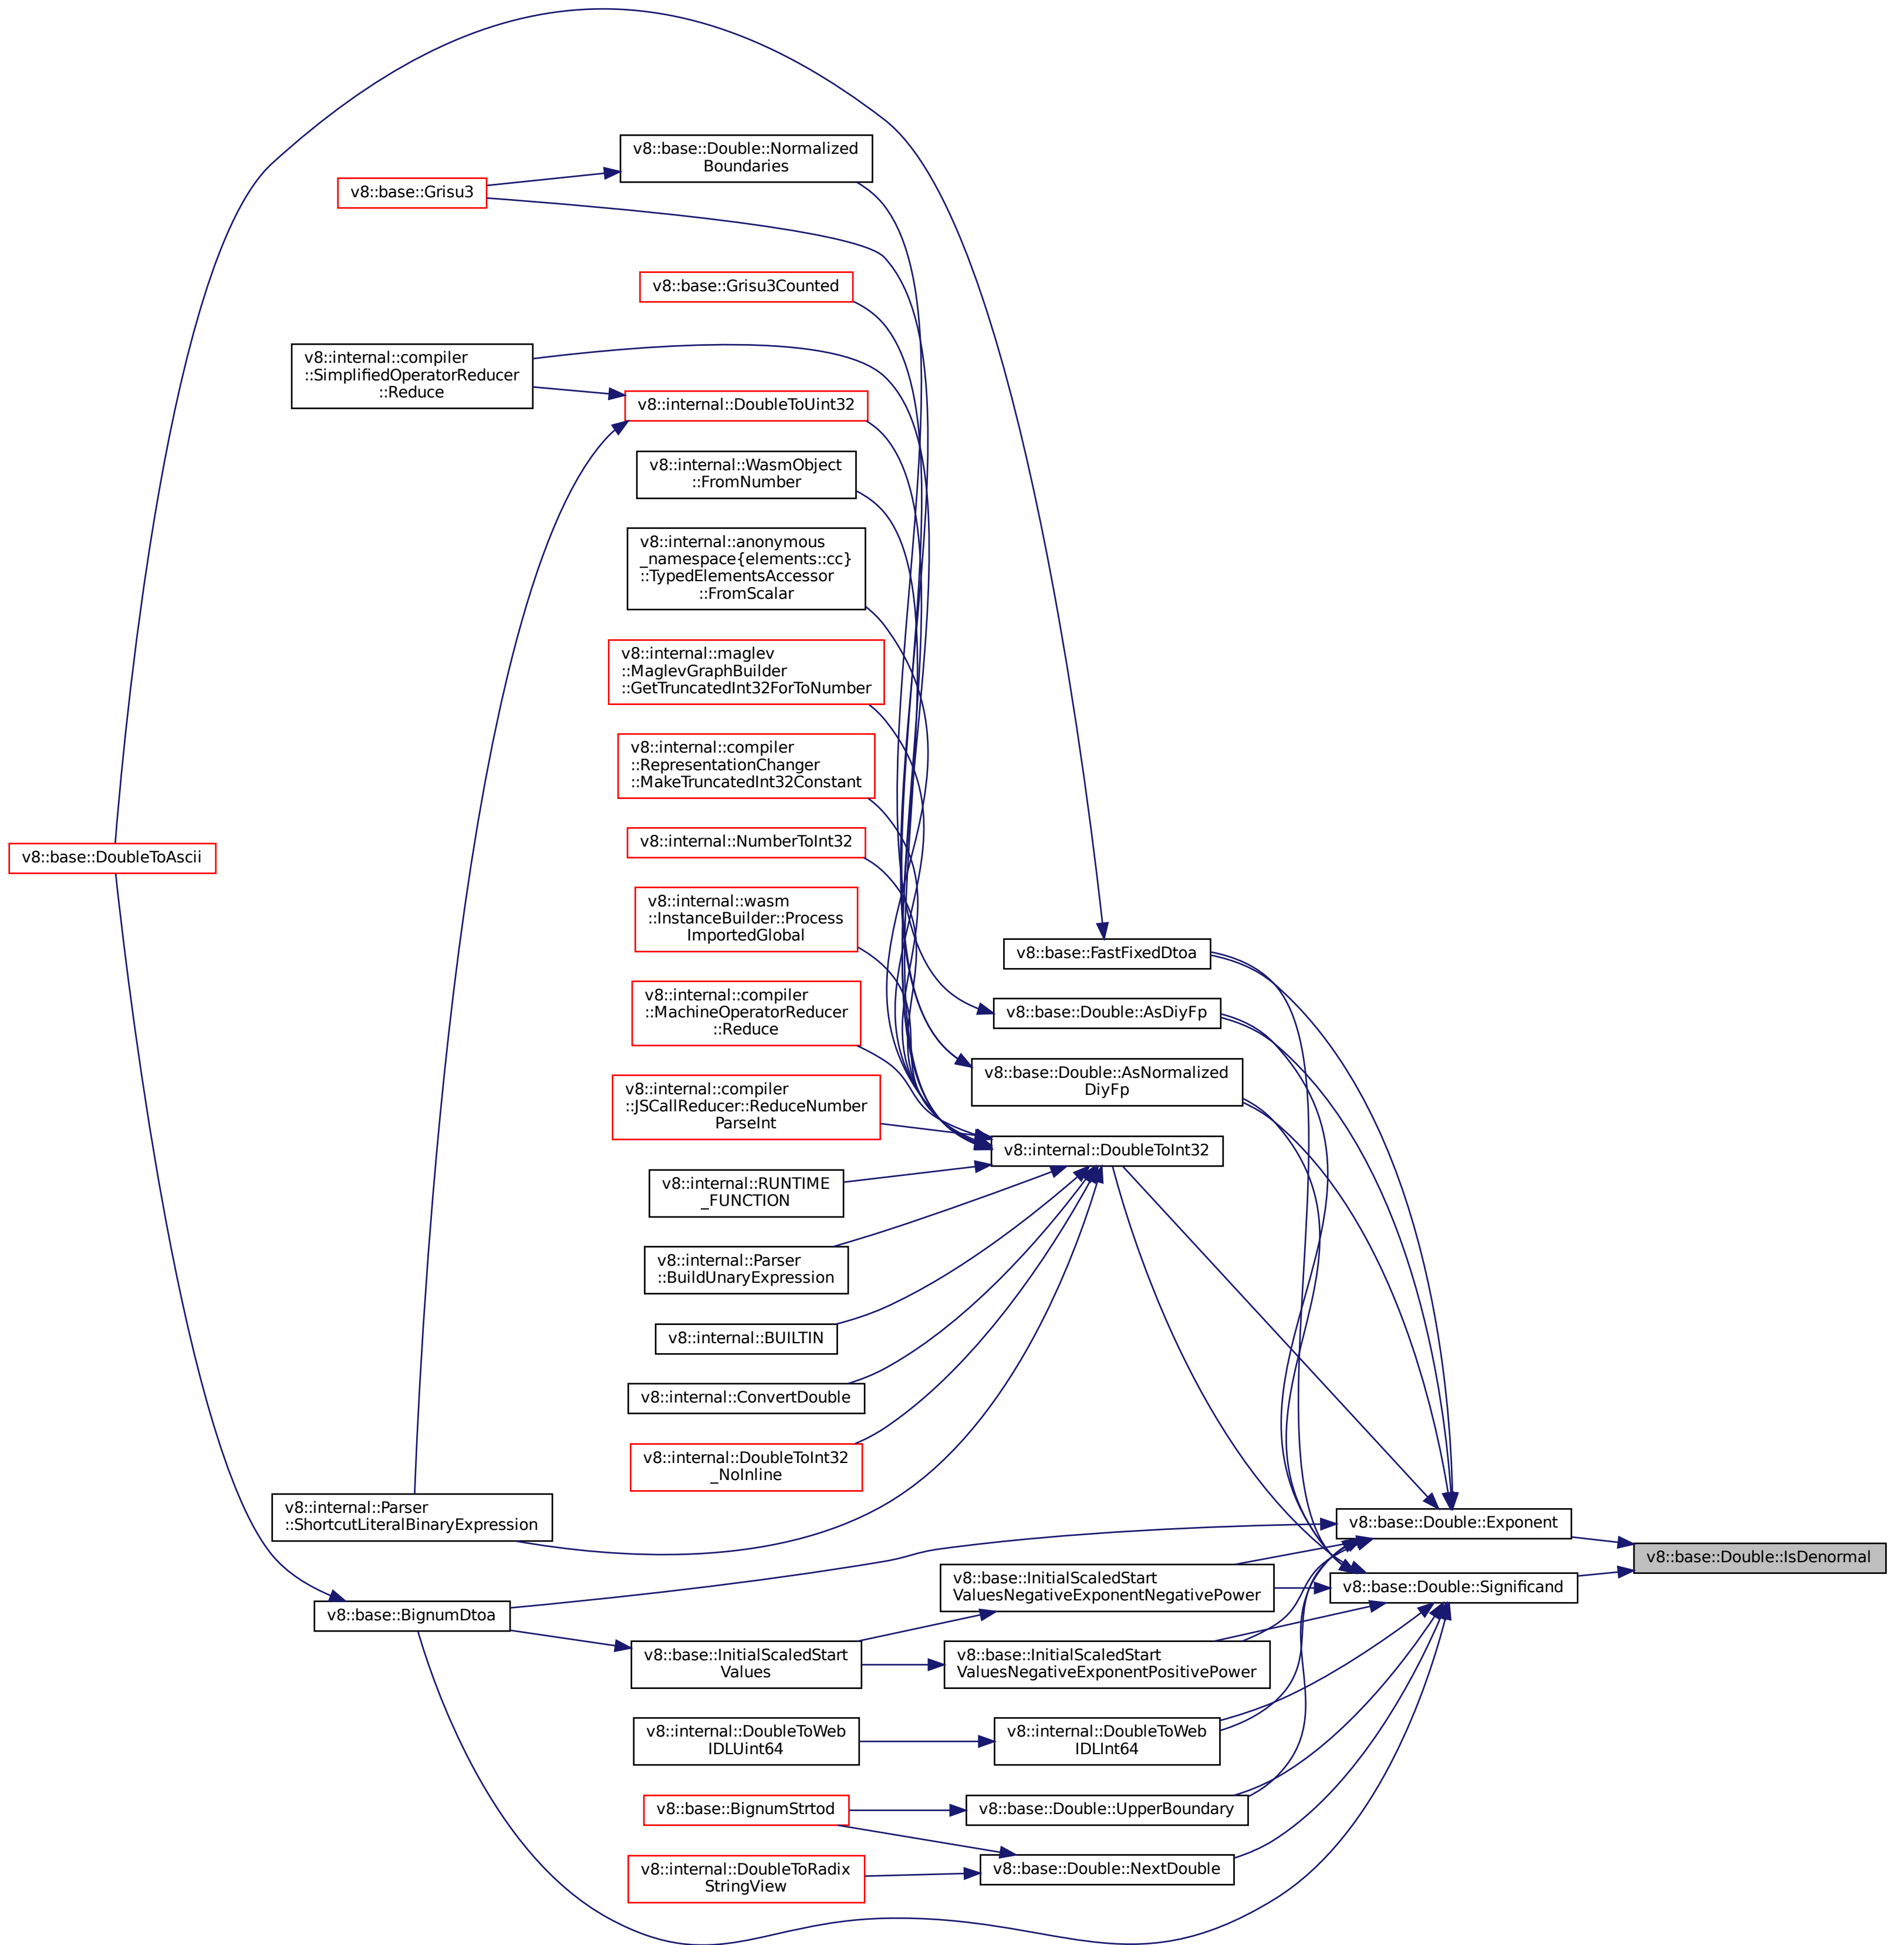 v8::base::Double::Normalized
Boundaries
v8::base::Grisu3
v8::base::Grisu3Counted
v8::internal::compiler
::SimplifiedOperatorReducer
::Reduce
v8::internal::DoubleToUint32
v8::internal::WasmObject
::FromNumber
v8::internal::anonymous
_namespace{elements::cc}
::TypedElementsAccessor
::FromScalar
v8::internal::maglev
::MaglevGraphBuilder
::GetTruncatedInt32ForToNumber
v8::internal::compiler
::RepresentationChanger
::MakeTruncatedInt32Constant
v8::internal::NumberToInt32
v8::base::DoubleToAscii
v8::internal::wasm
::InstanceBuilder::Process
ImportedGlobal
v8::base::FastFixedDtoa
v8::internal::compiler
::MachineOperatorReducer
::Reduce
v8::base::Double::AsDiyFp
v8::base::Double::AsNormalized
DiyFp
v8::internal::compiler
::JSCallReducer::ReduceNumber
ParseInt
v8::internal::DoubleToInt32
v8::internal::RUNTIME
_FUNCTION
v8::internal::Parser
::BuildUnaryExpression
v8::internal::BUILTIN
v8::internal::ConvertDouble
v8::internal::DoubleToInt32
_NoInline
v8::internal::Parser
::ShortcutLiteralBinaryExpression
v8::base::Double::Exponent
v8::base::Double::IsDenormal
v8::base::InitialScaledStart
ValuesNegativeExponentNegativePower
v8::base::Double::Significand
v8::base::BignumDtoa
v8::base::InitialScaledStart
Values
v8::base::InitialScaledStart
ValuesNegativeExponentPositivePower
v8::internal::DoubleToWeb
IDLUint64
v8::internal::DoubleToWeb
IDLInt64
v8::base::BignumStrtod
v8::base::Double::UpperBoundary
v8::internal::DoubleToRadix
StringView
v8::base::Double::NextDouble